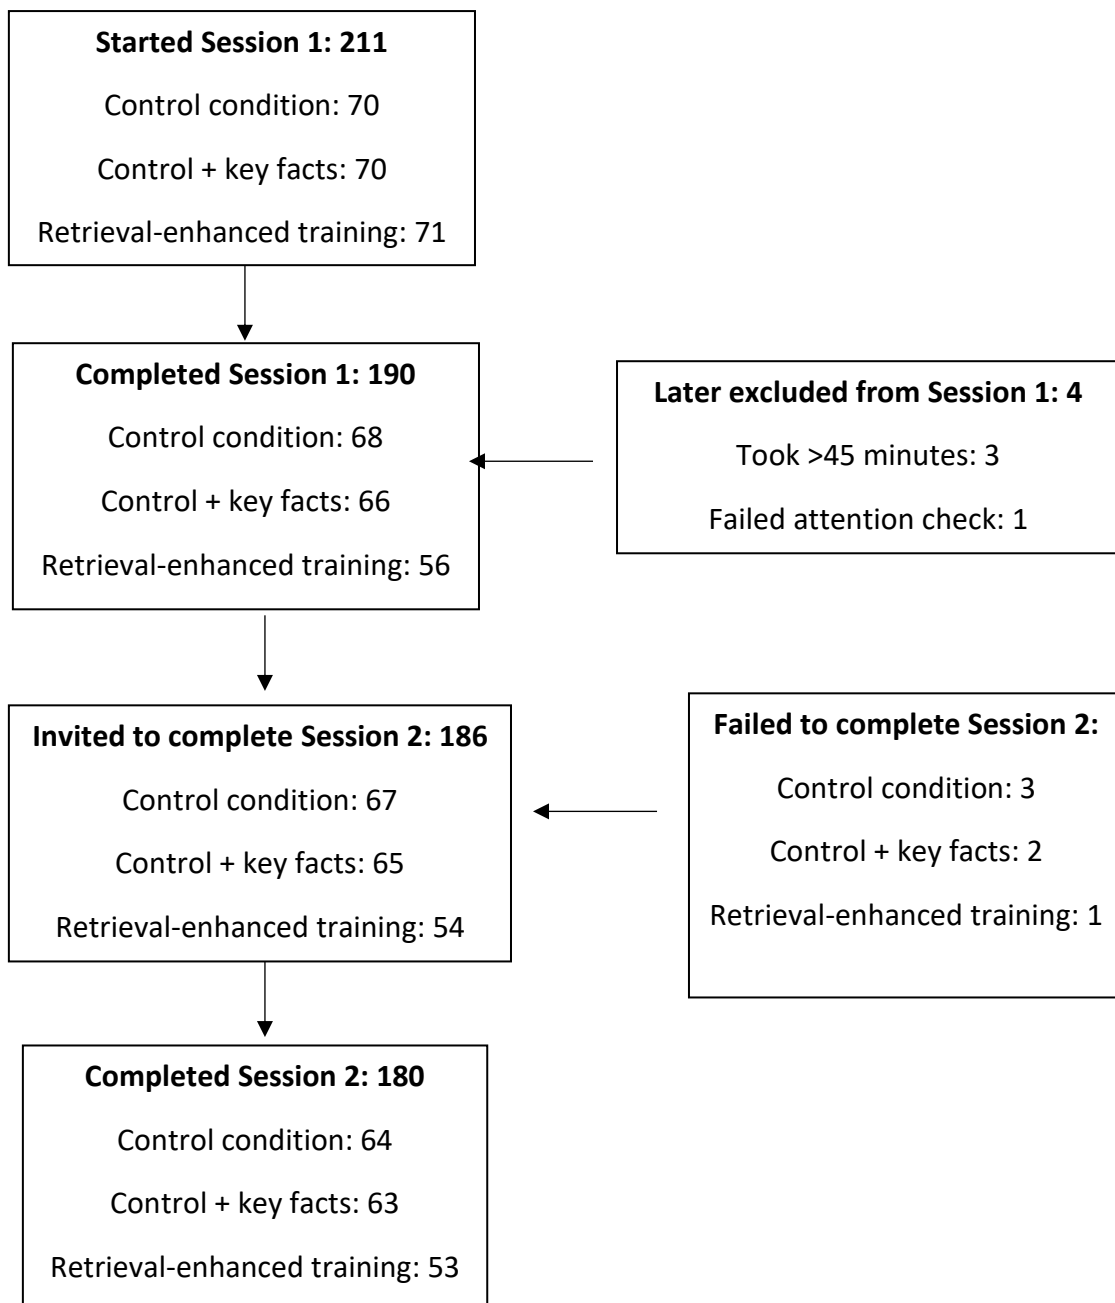 Started Session 1: 211
Control condition: 70
Control + key facts: 70
Retrieval-enhanced training: 71
Completed Session 1: 190
Control condition: 68
Control + key facts: 66
Retrieval-enhanced training: 56
Later excluded from Session 1: 4
Took >45 minutes: 3
Failed attention check: 1
Invited to complete Session 2: 186
Control condition: 67
Control + key facts: 65
Retrieval-enhanced training: 54
Failed to complete Session 2:
Control condition: 3
Control + key facts: 2
Retrieval-enhanced training: 1
Completed Session 2: 180
Control condition: 64
Control + key facts: 63
Retrieval-enhanced training: 53